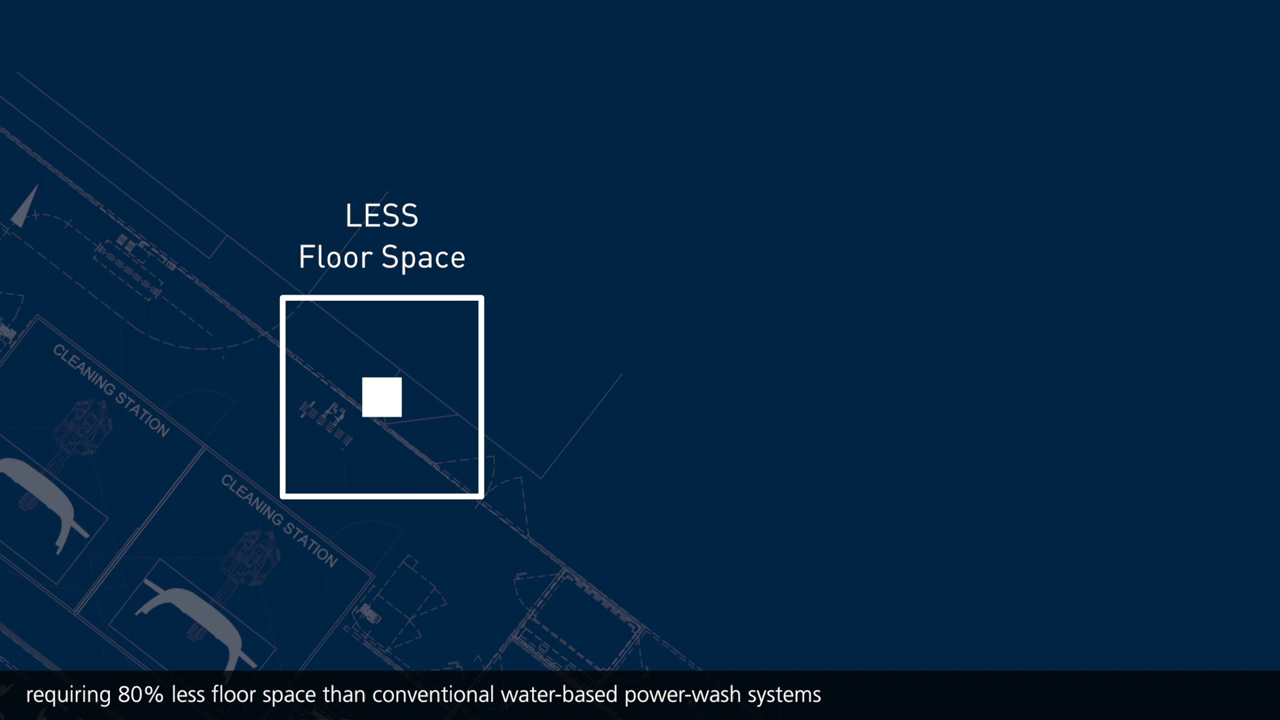 LESS
Floor Space
CLEANING STATION
CLEANING STATION
requiring 80% less floor space than conventional water-based power-wash systems